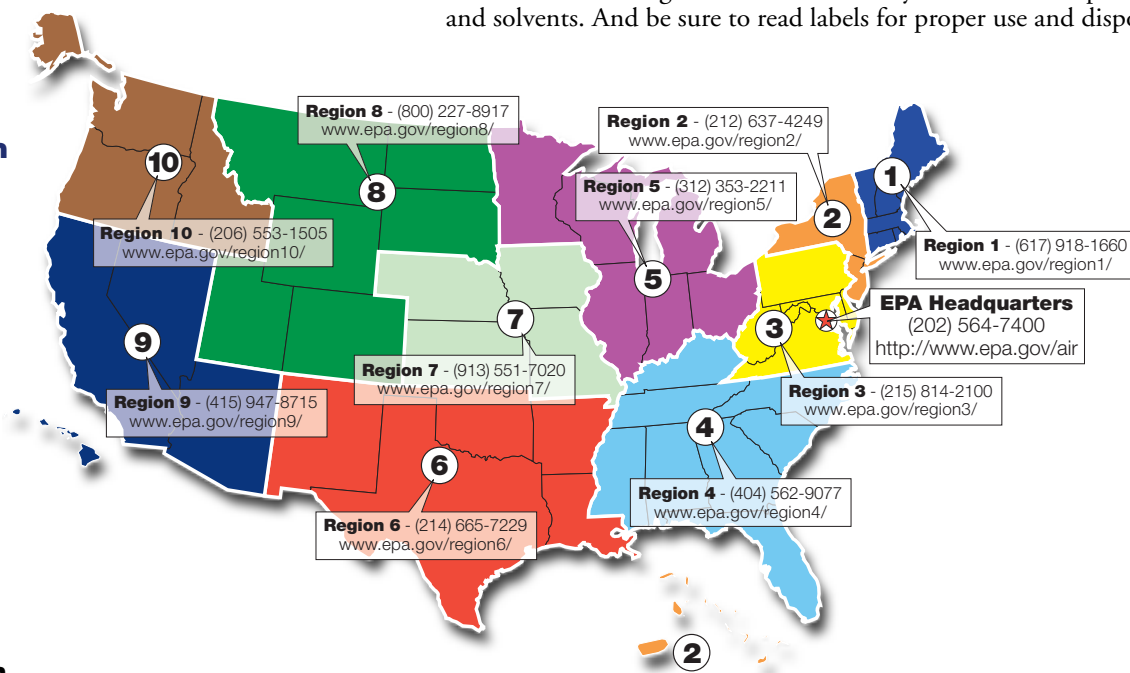 and solvents. And be sure to read labels for proper use and
Region 8 - (800) 227-8917
www.epa.gov/region8/
Region 2 - (212) 637-4249
www.epa.gov/region2/
Region 5 - (312) 353-2211
www.epa.gov/region5/
10
8
1
2
Region 10 - (206) 553-1505
www.epa.gov/region10/
Region 1 - (617) 918-1660
www.epa.gov/region1/
5
EPA Headquarters
(202) 564-7400
http://www.epa.gov/air
7
3
9
Region 7 - (913) 551-7020
www.epa.gov/region7/
Region 3 - (215) 814-2100
www.epa.gov/region3/
Region 9 - (415) 947-8715
www.epa.gov/region9/
4
6
Region 4 - (404) 562-9077
www.epa.gov/region4/
Region 6 - (214) 665-7229
www.epa.gov/region6/
2